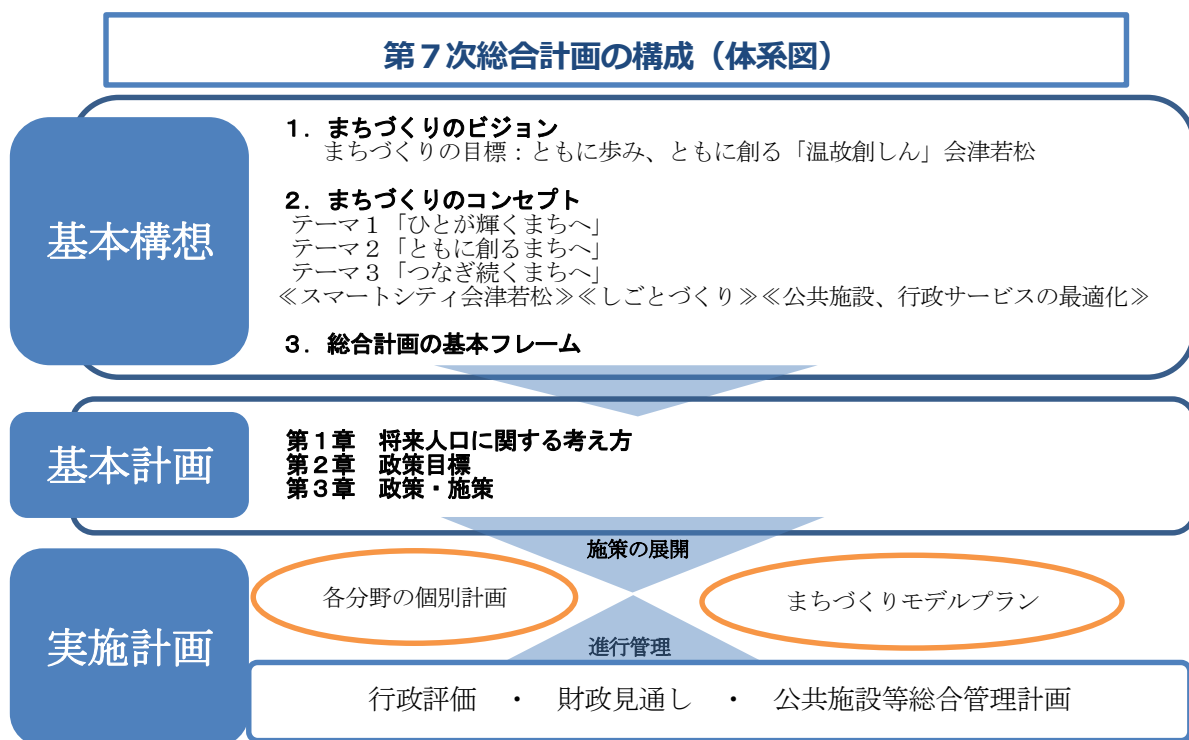 第７次総合計画の構成（体系図）
基本構想
１．まちづくりのビジョン
まちづくりの目標：ともに歩み、ともに創る「温故創しん」会津若松
２．まちづくりのコンセプト
テーマ１「ひとが輝くまちへ」
テーマ２「ともに創るまちへ」
テーマ３「つなぎ続くまちへ」
≪スマートシティ会津若松≫≪しごとづくり≫≪公共施設、行政サービスの最適化≫
３．総合計画の基本フレーム
基本計画
第１章　将来人口に関する考え方
第２章　政策目標
第３章　政策・施策
施策の展開
実施計画
各分野の個別計画
まちづくりモデルプラン
進行管理
行政評価　・　財政見通し　・　公共施設等総合管理計画